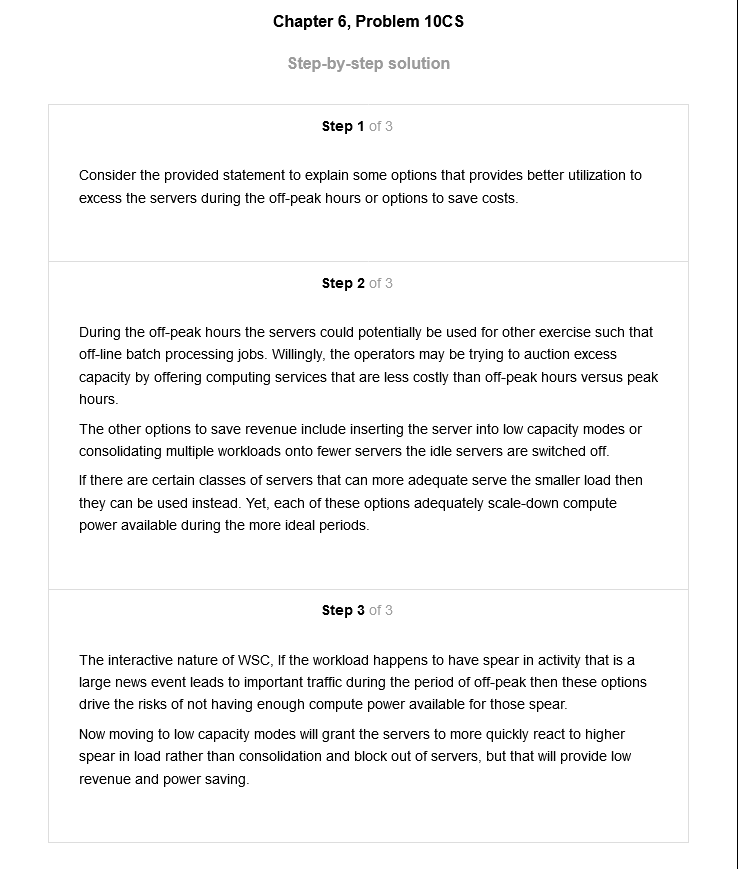 Chapter 6, Problem 10CS
Step-by-step solution
Step 1 of 3
Consider the provided statement to explain some options that provides better utilization to
excess the servers during the off-peak hours or options to save costs.
Step 2 of 3
During the off-peak hours the servers could potentially be used for other exercise such that
off-line batch processing jobs. Willingly, the operators may be trying to auction excess
capacity by offering computing services that are less costly than off-peak hours versus peak
hours.
The other options to save revenue include inserting the server into low capacity modes or
consolidating multiple workloads onto fewer servers the idle servers are switched off.
If there are certain classes of servers that can more adequate serve the smaller load then
they can be used instead. Yet, each of these options adequately scale-down compute
power available during the more ideal periods.
Step 3 of 3
The interactive nature of WSC, If the workload happens to have spear in activity that is a
large news event leads to important traffic during the period of off-peak then these options
drive the risks of not having enough compute power available for those spear.
Now moving to low capacity modes will grant the servers to more quickly react to higher
spear in load rather than consolidation and block out of servers, but that will provide low
revenue and power saving.